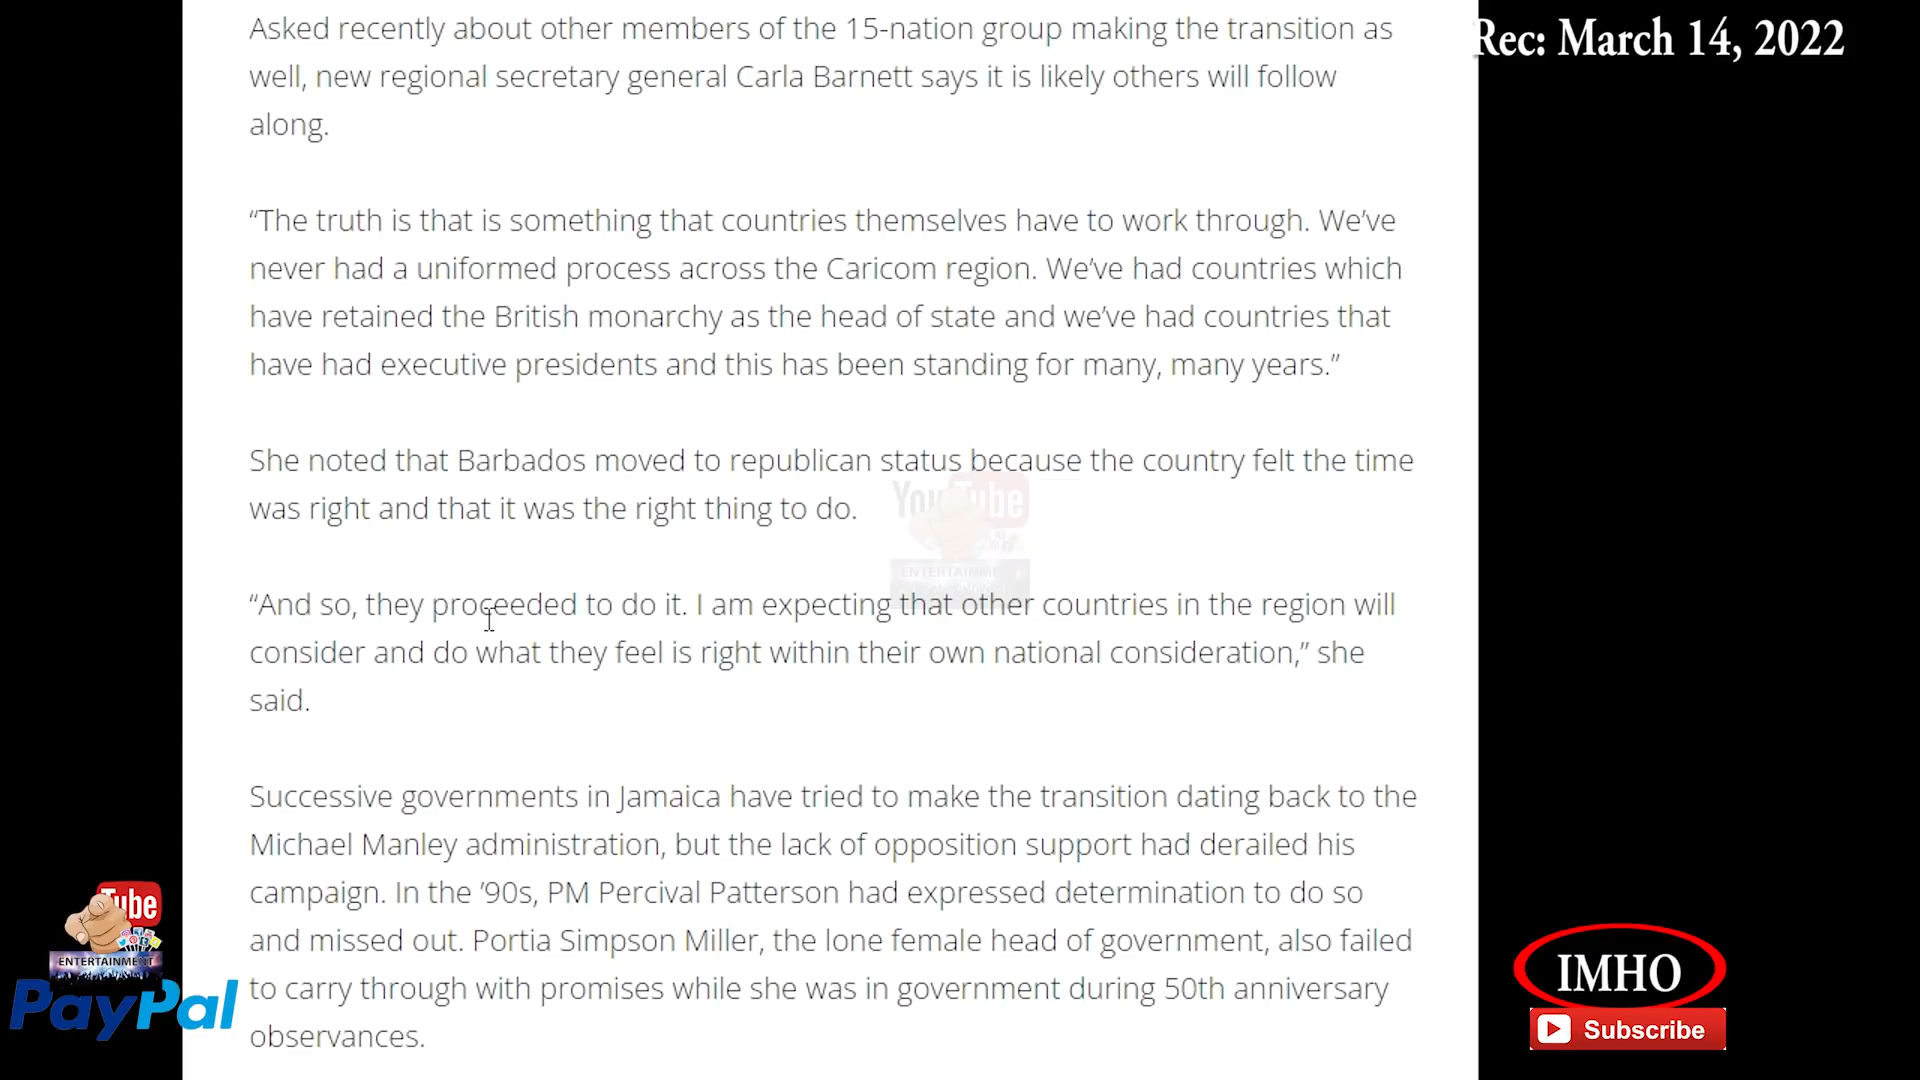 Rec: March 14, 2022
Asked recently about other members of the 15-nation group making the transition as
well, new regional secretary general Carla Barnett says it is likely others will follow
along.
“The truth is that is something that countries themselves have to work through. We’ve
never had a uniformed process across the Caricom region. We’ve had countries which
have retained the British monarchy as the head of state and we’ve had countries that
have had executive presidents and this has been standing for many, many years.”
She noted that Barbados moved to republican status because the country felt the time
was right and that it was the right thing to do.
YouTube
ENTERTAINMENT
“And so, they proceeded to do it. I am expecting that other countries in the region will
consider and do what they feel is right within their own national consideration,” she
said.
Successive governments in Jamaica have tried to make the transition dating back to the
Michael Manley administration, but the lack of opposition support had derailed his
campaign. In the ’90s, PM Percival Patterson had expressed determination to do so
and missed out. Portia Simpson Miller, the lone female head of government, also failed
to carry through with promises while she was in government during 50th anniversary
observances.
Tube
ENTERTAINMENT
PayPal
IMHO
Subscribe